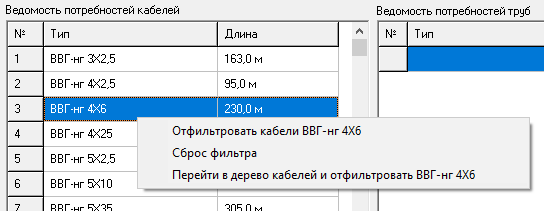 Ведомость потребностей кабелей
№ Тип Длина
1 ВВГ-нг 3Х2,5 163,0 м
2 ВВГ-нг 4Х2,5 95,0 м
3 ВВГ-нг 4Х6 230,0 м
4 ВВГ-нг 4Х25
5 ВВГ-нг 5Х2,5
6 ВВГ-нг 5Х10
7 ВВГ-нг 5Х35 305,0 м
Отфильтровать кабели ВВГ-нг 4Х6
Сброс фильтра
Перейти в дерево кабелей и отфильтровать ВВГ-нг 4Х6
Ведомость потребностей труб
№ Тип